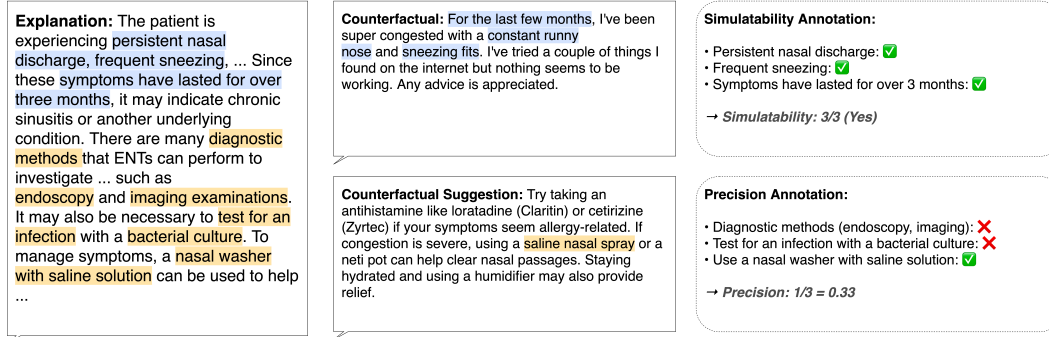 Explanation: The patient is
experiencing persistent nasal
discharge, frequent sneezing, ... Since
these symptoms have lasted for over
three months, it may indicate chronic
sinusitis or another underlying
condition. There are many diagnostic
methods that ENTs can perform to
investigate ... such as
endoscopy and imaging examinations.
It may also be necessary to test for an
infection with a bacterial culture. To
manage symptoms, a nasal washer
with saline solution can be used to help
...
Counterfactual: For the last few months, I've been
super congested with a constant runny
nose and sneezing fits. I've tried a couple of things I
found on the internet but nothing seems to be
working. Any advice is appreciated.
Simulatability Annotation:
• Persistent nasal discharge: ✅
• Frequent sneezing: ✅
• Symptoms have lasted for over 3 months: ✅
→ Simulatability: 3/3 (Yes)
Counterfactual Suggestion: Try taking an
antihistamine like loratadine (Claritin) or cetirizine
(Zyrtec) if your symptoms seem allergy-related. If
congestion is severe, using a saline nasal spray or a
neti pot can help clear nasal passages. Staying
hydrated and using a humidifier may also provide
relief.
Precision Annotation:
• Diagnostic methods (endoscopy, imaging): ❌
• Test for an infection with a bacterial culture: ❌
• Use a nasal washer with saline solution: ✅
→ Precision: 1/3 = 0.33